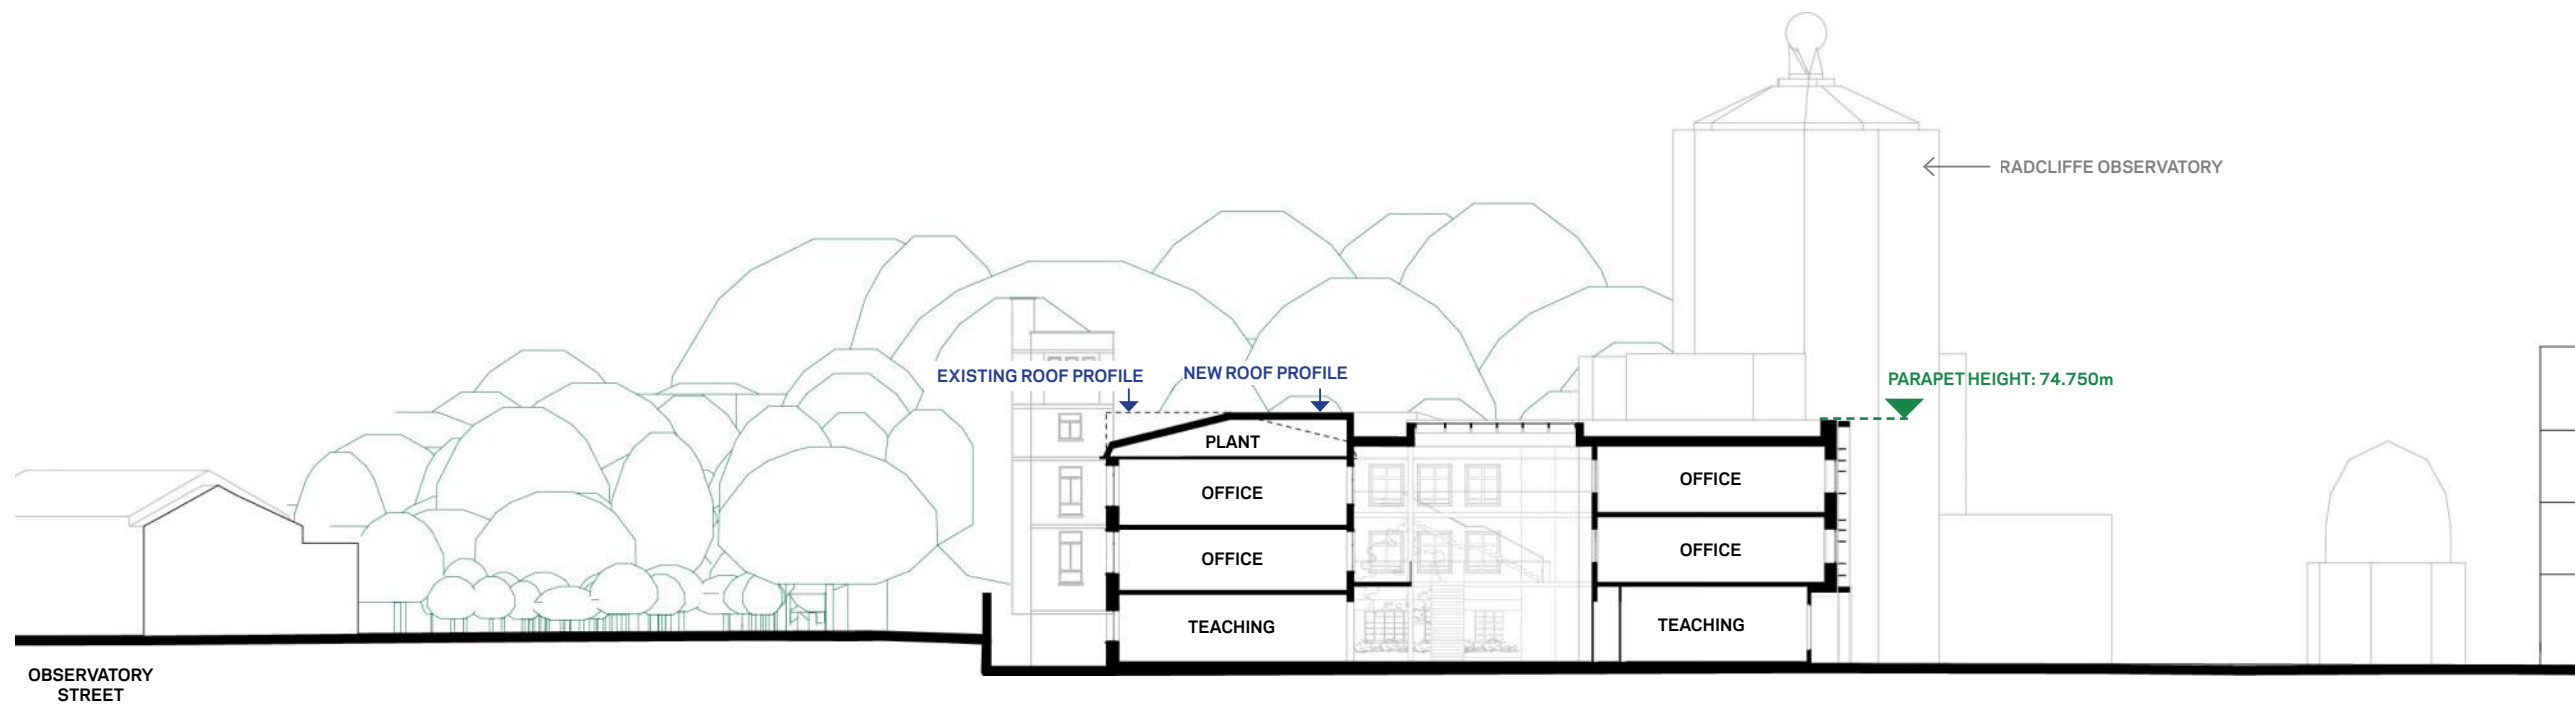 RADCLIFFE OBSERVATORY
EXISTING ROOF PROFILE
NEW ROOF PROFILE
PARAPET HEIGHT: 74.750m
PLANT
OFFICE
OFFICE
TEACHING
OFFICE
OFFICE
TEACHING
OBSERVATORY
STREET